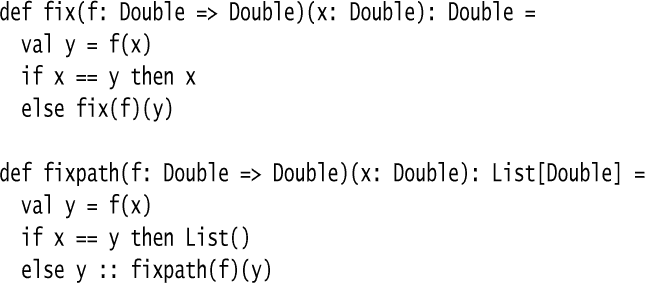 def fix(f: Double => Double)(x: Double): Double =
  val y = f(x)
  if x == y then x
  else fix(f)(y)

def fixpath(f: Double => Double)(x: Double): List[Double] =
  val y = f(x)
  if x == y then List()
  else y :: fixpath(f)(y)